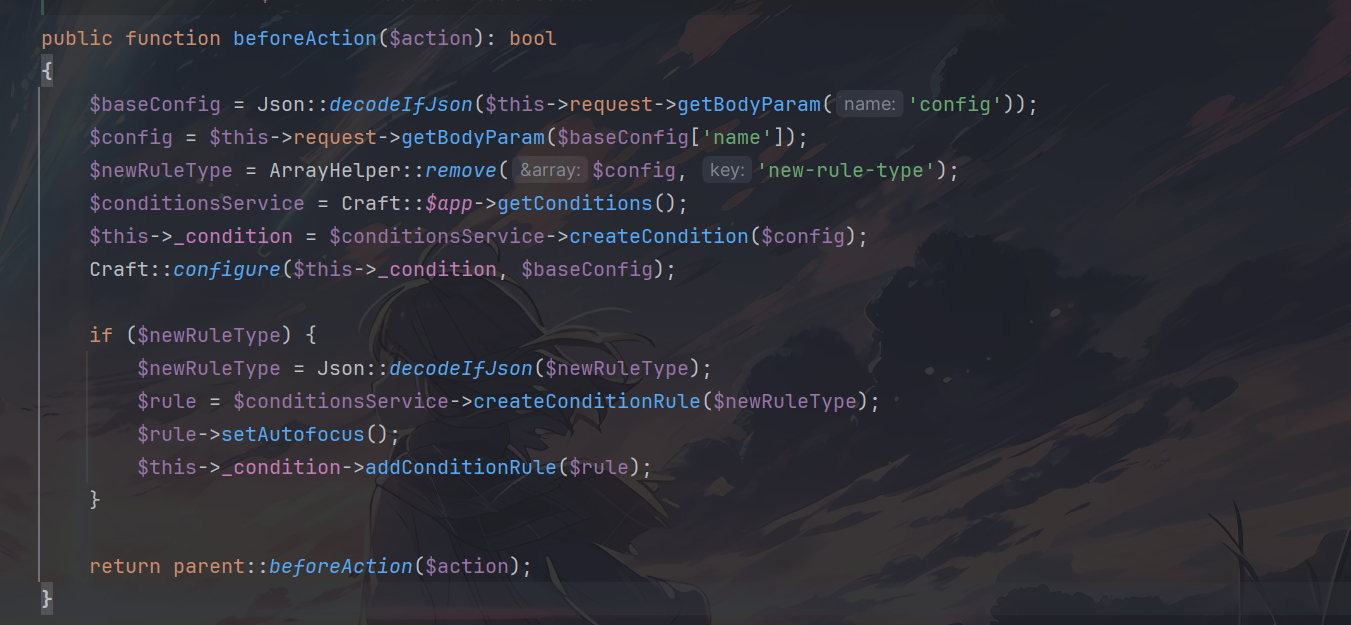 public function beforeAction($action): bool
{
    $baseConfig = Json::decodeIfJson($this->request->getBodyParam( name: 'config'));
    $config = $this->request->getBodyParam($baseConfig['name']);
    $newRuleType = ArrayHelper::remove( &array: $config, key: 'new-rule-type');
    $conditionsService = Craft::$app->getConditions();
    $this->_condition = $conditionsService->createCondition($config);
    Craft::configure($this->_condition, $baseConfig);
    if ($newRuleType) {
        $newRuleType = Json::decodeIfJson($newRuleType);
        $rule = $conditionsService->createConditionRule($newRuleType);
        $rule->setAutofocus();
        $this->_condition->addConditionRule($rule);
    }
    return parent::beforeAction($action);
}